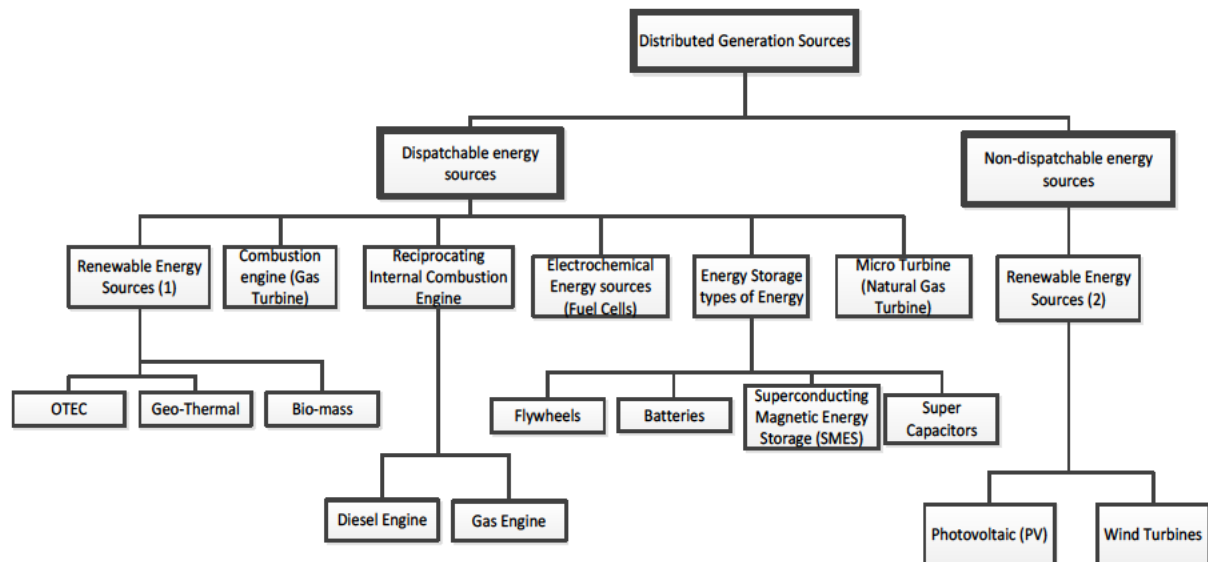 Distributed Generation Sources
Dispatchable energy
sources
Non-dispatchable energy
sources
Renewable Energy
Sources (1)
Combustion
engine (Gas
Turbine)
Reciprocating
Internal Combustion
Engine
Electrochemical
Energy sources
(Fuel Cells)
Energy Storage
types of Energy
Micro Turbine
(Natural Gas
Turbine)
Renewable Energy
Sources (2)
OTEC
Geo-Thermal
Bio-mass
Flywheels
Batteries
Superconducting
Magnetic Energy
Storage (SMES)
Super
Capacitors
Diesel Engine
Gas Engine
Photovoltaic (PV)
Wind Turbines